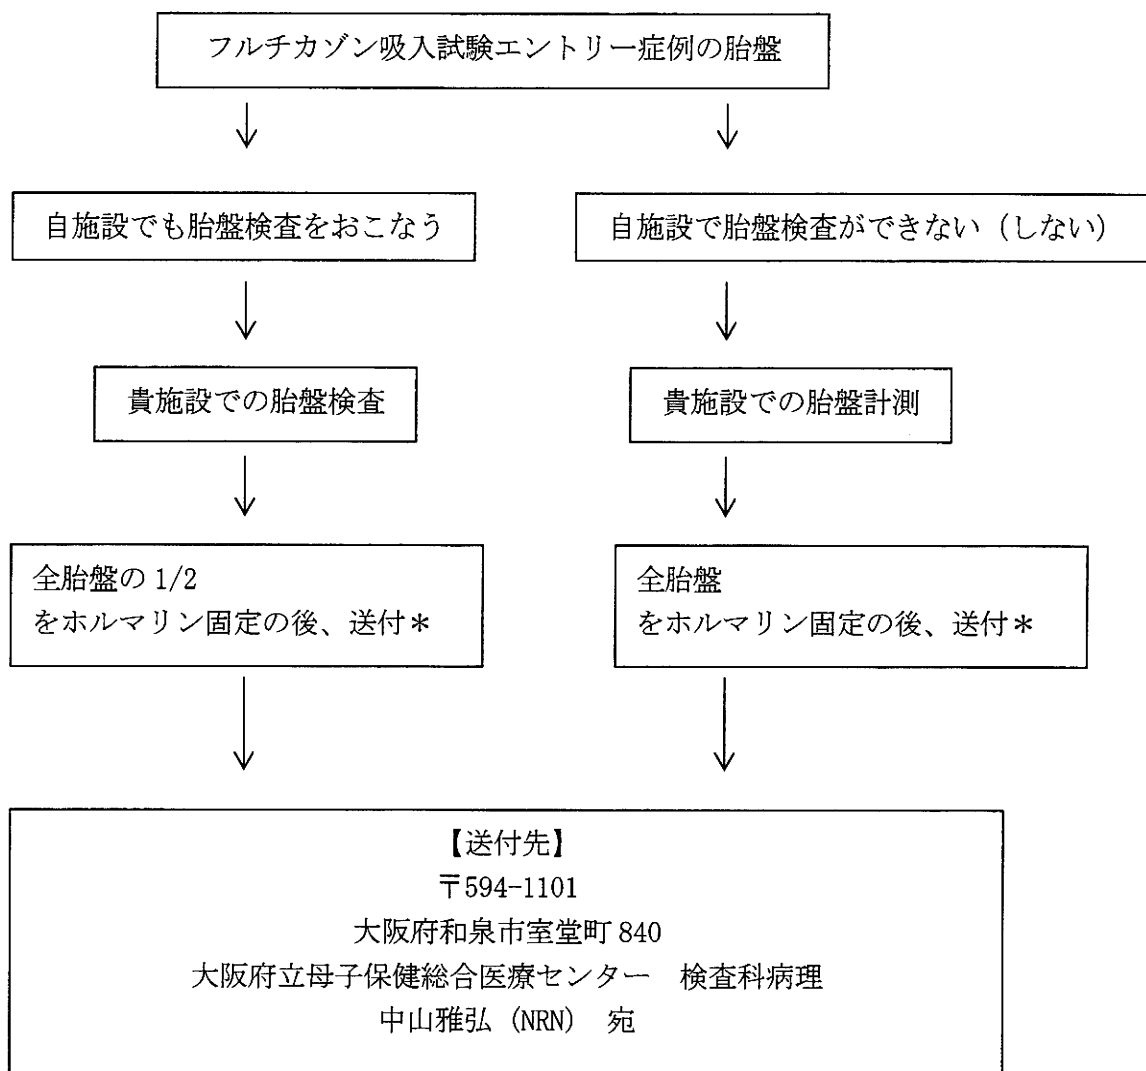 フルチカゾン吸入試験エントリー症例の胎盤
自施設でも胎盤検査をおこなう
自施設で胎盤検査ができない（しない）
貴施設での胎盤検査
貴施設での胎盤計測
全胎盤の 1/2
をホルマリン固定の後、送付＊
全胎盤
をホルマリン固定の後、送付＊
【送付先】
〒594-1101
大阪府和泉市室堂町 840
大阪府立母子保健総合医療センター　検査科病理
中山雅弘 (NRN)　宛